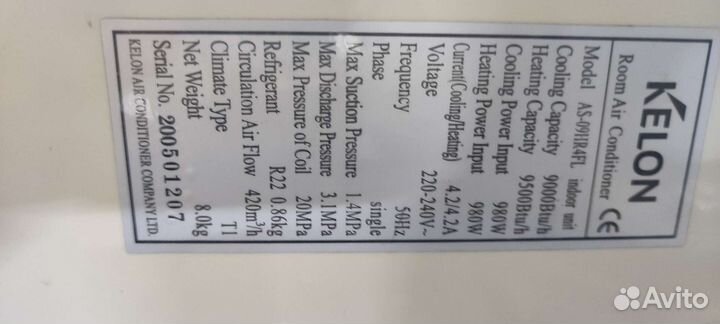 KELON
Room Air Conditioner CE
Model AS-09HR4FL indoor unit
Cooling Capacity 9000Btu/h
Heating Capacity 9500Btu/h
Cooling Power Input 980W
Heating Power Input 980W
Current(Cooling/Heating) 4.2/4.2A
Voltage 220-240V~
Frequency 50Hz
Phase single
Max Suction Pressure 1.4MPa
Max Discharge Pressure 3.1MPa
Max Pressure of Coil 20MPa
Refrigerant R22 0.86kg
Circulation Air Flow 420m³/h
Climate Type T1
Net Weight 8.0kg
Serial No. 200501207
KELON AIR CONDITIONER COMPANY LTD.
Avito